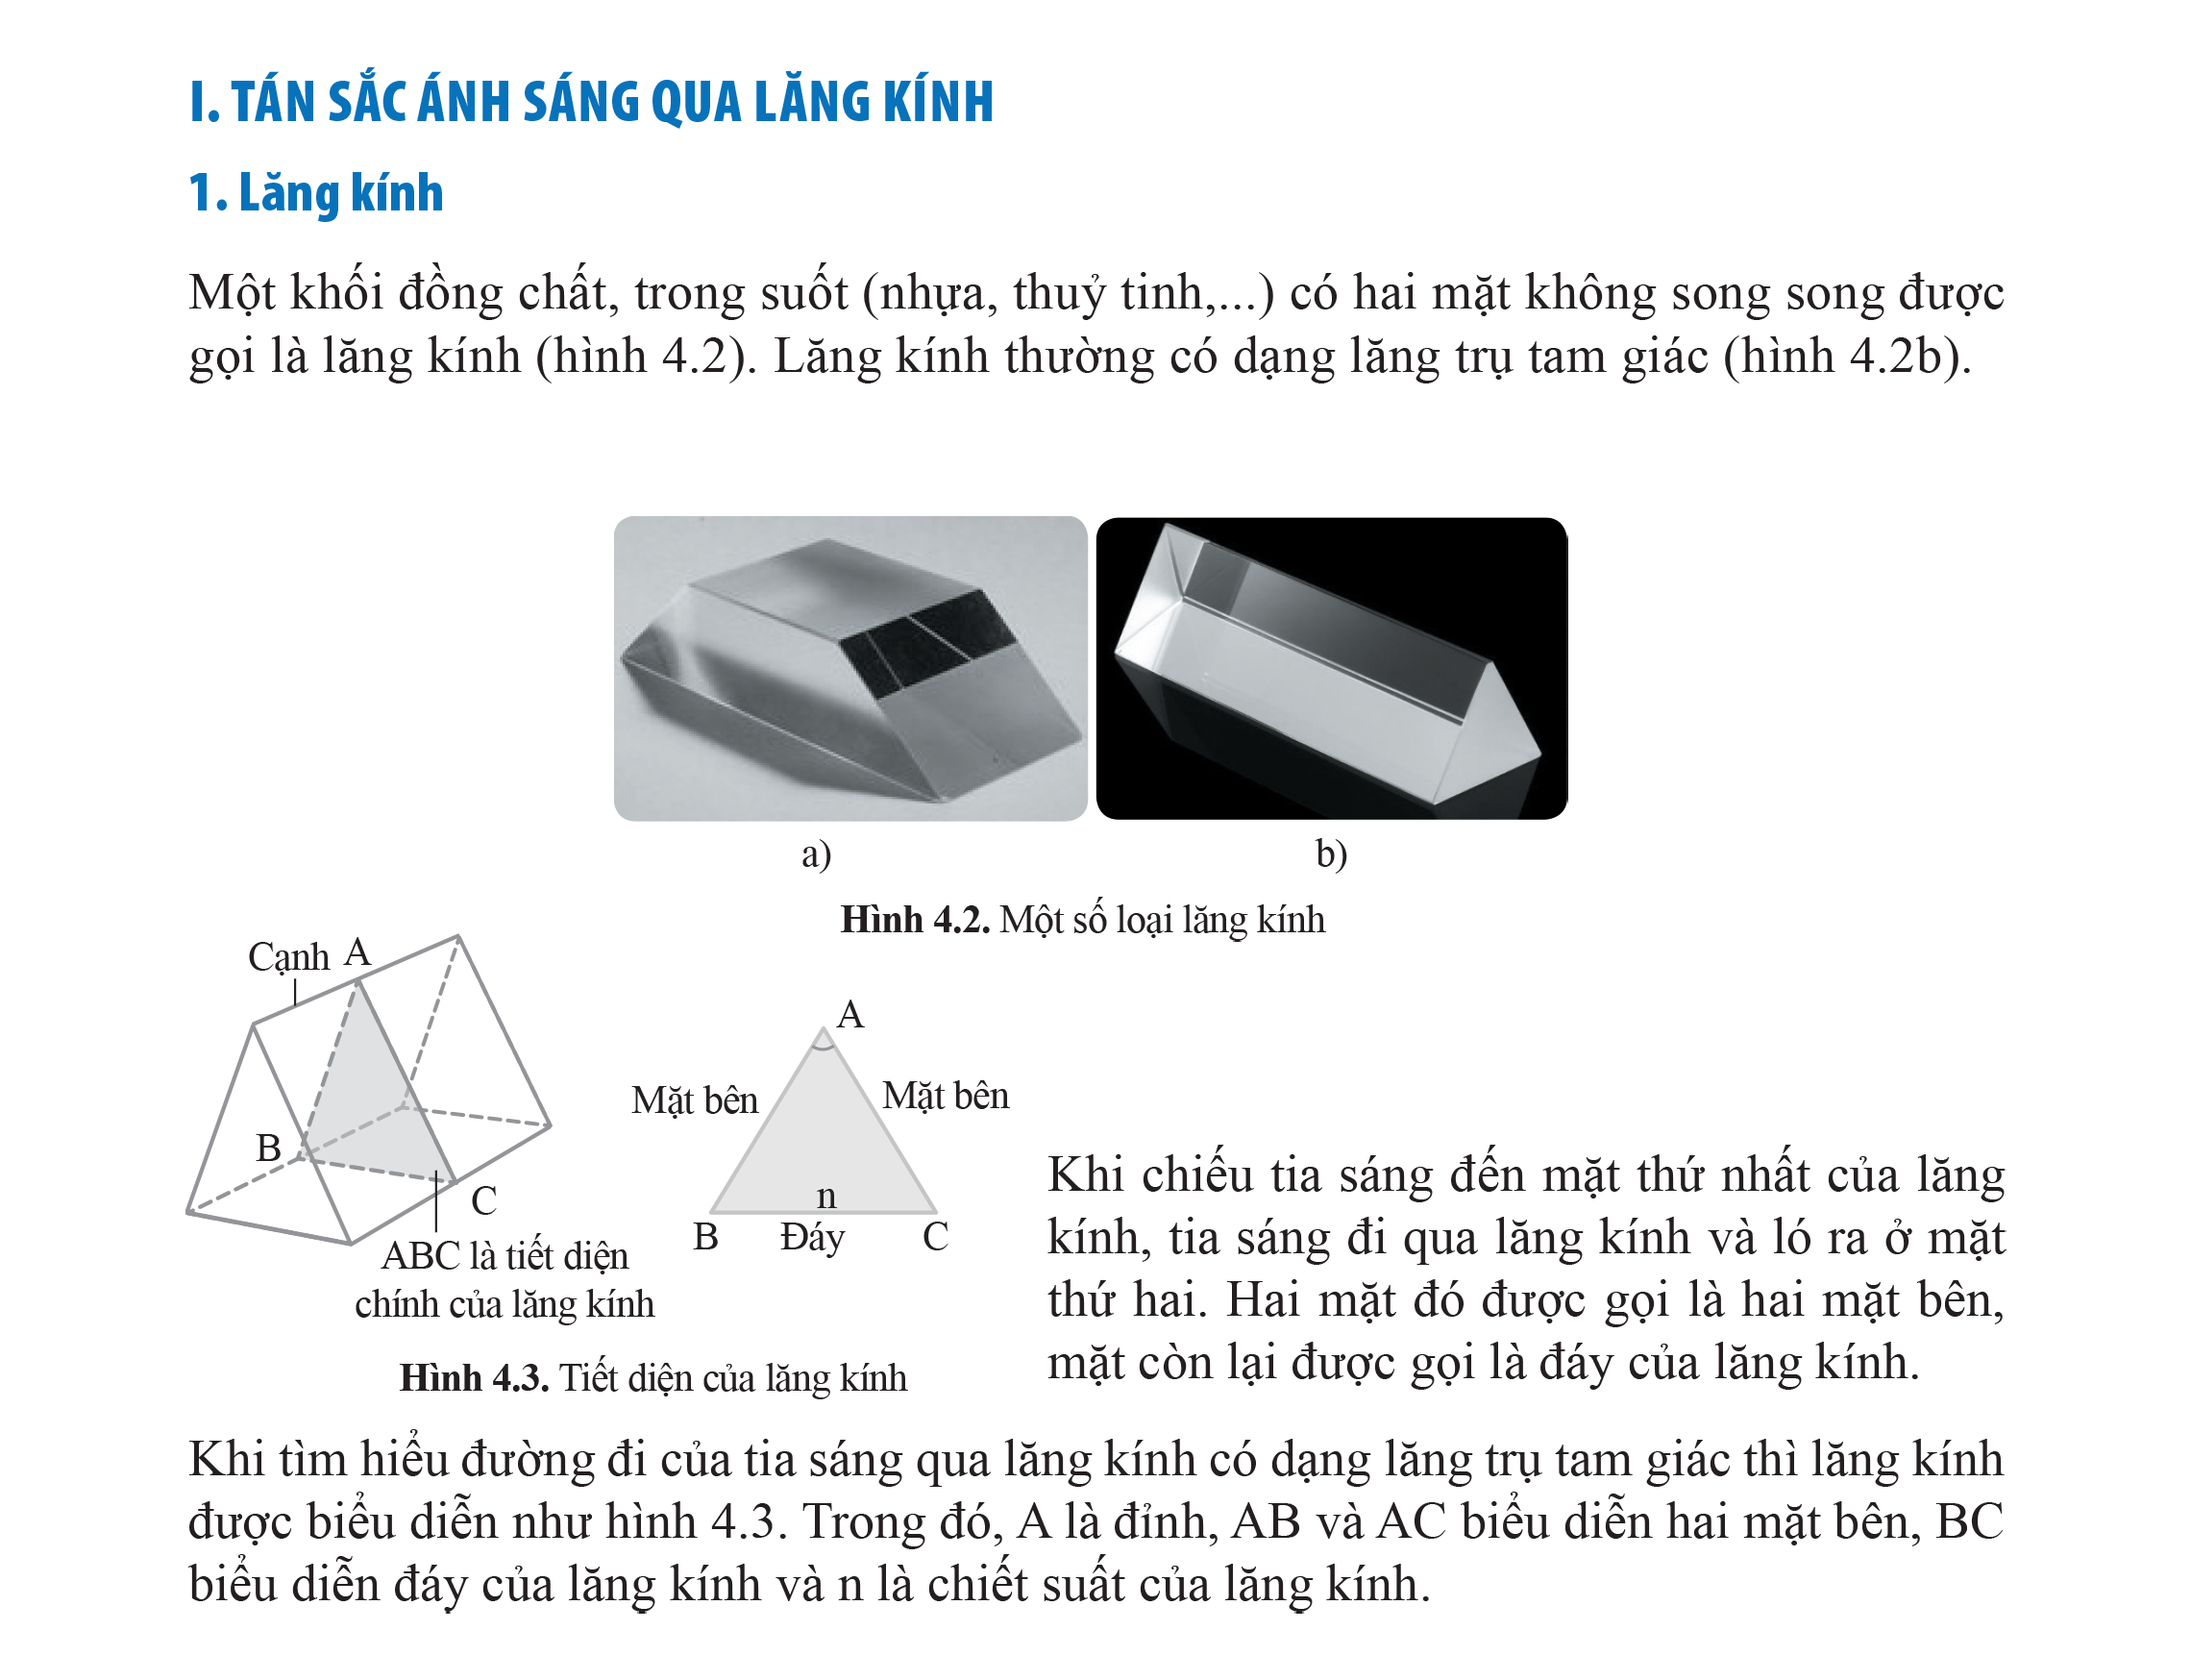 I. TÁN SẮC ÁNH SÁNG QUA LĂNG KÍNH
1. Lăng kính
Một khối đồng chất, trong suốt (nhựa, thuỷ tinh,...) có hai mặt không song song được
gọi là lăng kính (hình 4.2). Lăng kính thường có dạng lăng trụ tam giác (hình 4.2b).
a)
b)
Hình 4.2. Một số loại lăng kính
Cạnh
A
B
C
ABC là tiết diện
chính của lăng kính
A
Mặt bên
Mặt bên
n
B
Đáy
C
Hình 4.3. Tiết diện của lăng kính
Khi chiếu tia sáng đến mặt thứ nhất của lăng
kính, tia sáng đi qua lăng kính và ló ra ở mặt
thứ hai. Hai mặt đó được gọi là hai mặt bên,
mặt còn lại được gọi là đáy của lăng kính.
Khi tìm hiểu đường đi của tia sáng qua lăng kính có dạng lăng trụ tam giác thì lăng kính
được biểu diễn như hình 4.3. Trong đó, A là đỉnh, AB và AC biểu diễn hai mặt bên, BC
biểu diễn đáy của lăng kính và n là chiết suất của lăng kính.